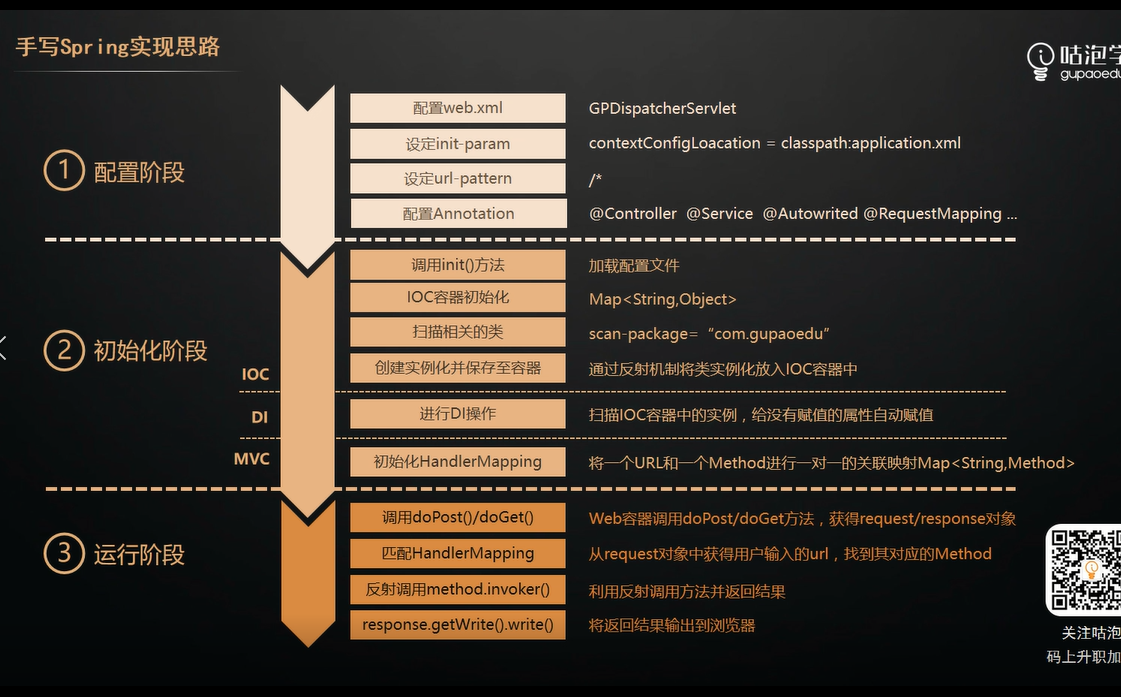 手写Spring实现思路
咕泡学
gupaoedu
① 配置阶段
配置web.xml GPDispatcherServlet
设定init-param contextConfigLoacation = classpath:application.xml
设定url-pattern /*
配置Annotation @Controller @Service @Autowrited @RequestMapping ...
② 初始化阶段
调用init()方法 加载配置文件
IOC容器初始化 Map<String,Object>
扫描相关的类 scan-package= “com.gupaoedu”
IOC
创建实例化并保存至容器 通过反射机制将类实例化放入IOC容器中
DI
进行DI操作 扫描IOC容器中的实例，给没有赋值的属性自动赋值
MVC
初始化HandlerMapping 将一个URL和一个Method进行一对一的关联映射Map<String,Method>
③ 运行阶段
调用doPost()/doGet() Web容器调用doPost/doGet方法，获得request/response对象
匹配HandlerMapping 从request对象中获得用户输入的url，找到其对应的Method
反射调用method.invoker() 利用反射调用方法并返回结果
response.getWrite().write() 将返回结果输出到浏览器
关注咕泡
码上升职加